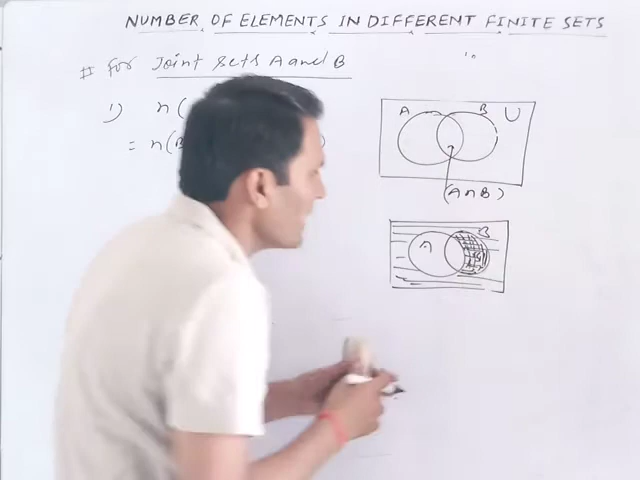 NUMBER OF ELEMENTS IN DIFFERENT FINITE SETS
# For Joint Sets A and B
1) n(
= n(B
A B U
(A∩B)
A B